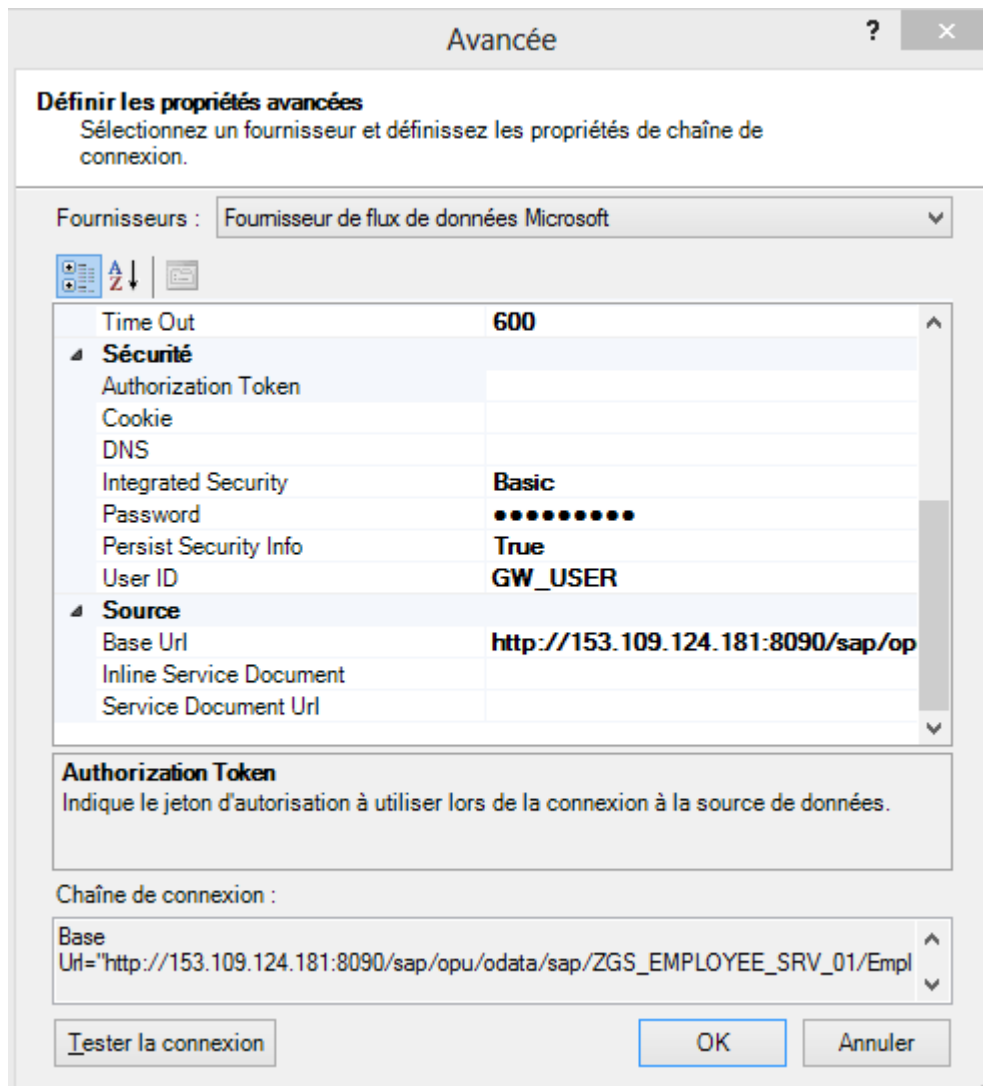 Avancée
?
Définir les propriétés avancées
Sélectionnez un fournisseur et définissez les propriétés de chaîne de
connexion.
Fournisseurs : Fournisseur de flux de données Microsoft
Time Out 600
Sécurité
Authorization Token
Cookie
DNS
Integrated Security Basic
Password ●●●●●●●●●
Persist Security Info True
User ID GW_USER
Source
Base Url http://153.109.124.181:8090/sap/op
Inline Service Document
Service Document Url
Authorization Token
Indique le jeton d'autorisation à utiliser lors de la connexion à la source de données.
Chaîne de connexion :
Base
Url="http://153.109.124.181:8090/sap/opu/odata/sap/ZGS_EMPLOYEE_SRV_01/Empl
Tester la connexion OK Annuler